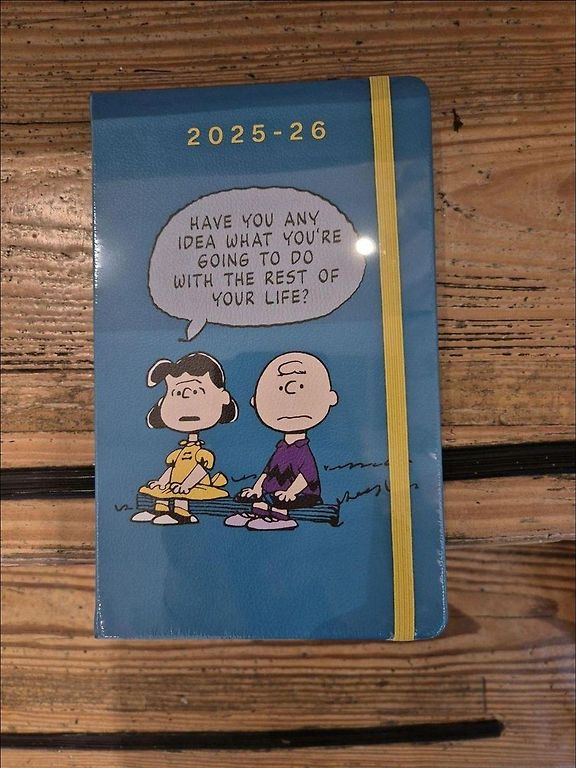 2025-26
HAVE YOU ANY
IDEA WHAT YOU'RE
GOING TO DO
WITH THE REST OF
YOUR LIFE?